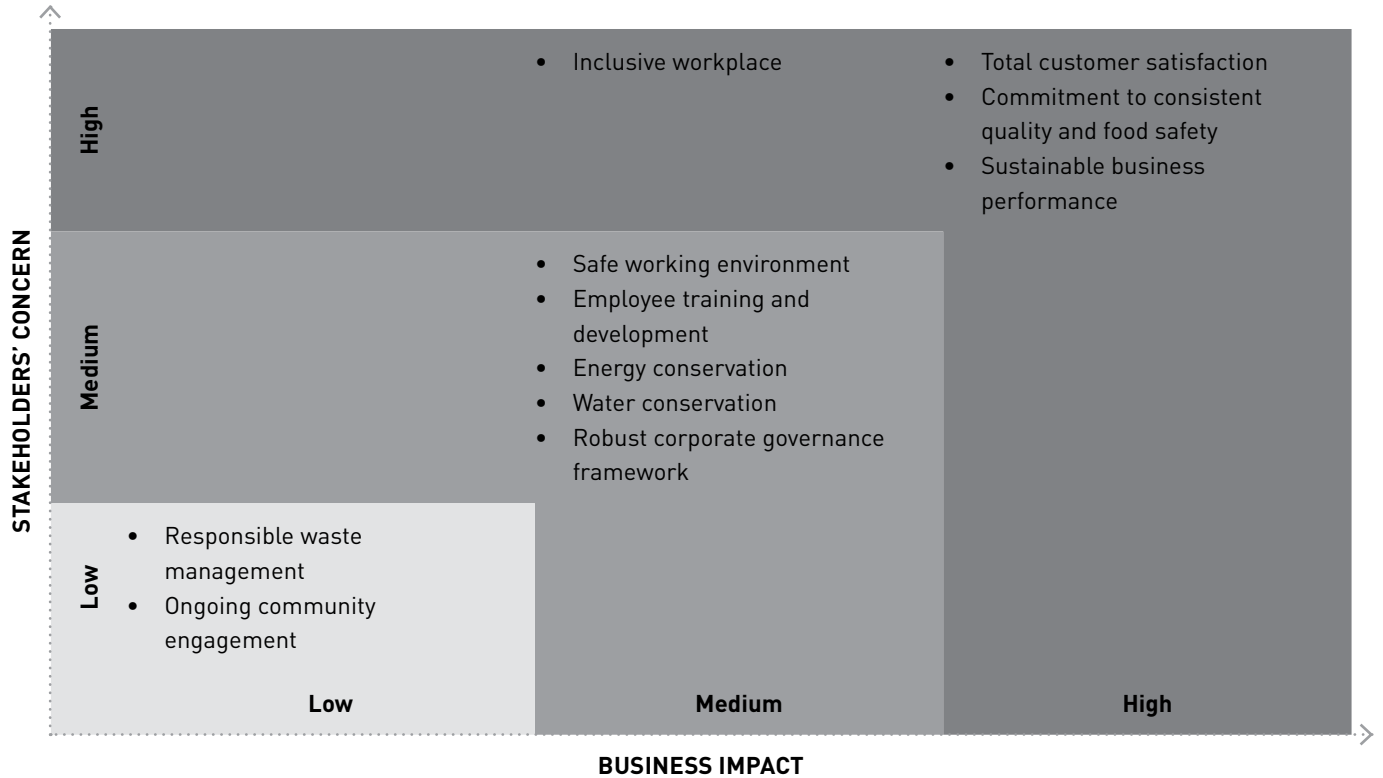 STAKEHOLDERS’ CONCERN
High
• Inclusive workplace
• Total customer satisfaction
• Commitment to consistent
quality and food safety
• Sustainable business
performance
Medium
• Safe working environment
• Employee training and
development
• Energy conservation
• Water conservation
• Robust corporate governance
framework
Low
• Responsible waste
management
• Ongoing community
engagement
Low
Medium
High
BUSINESS IMPACT